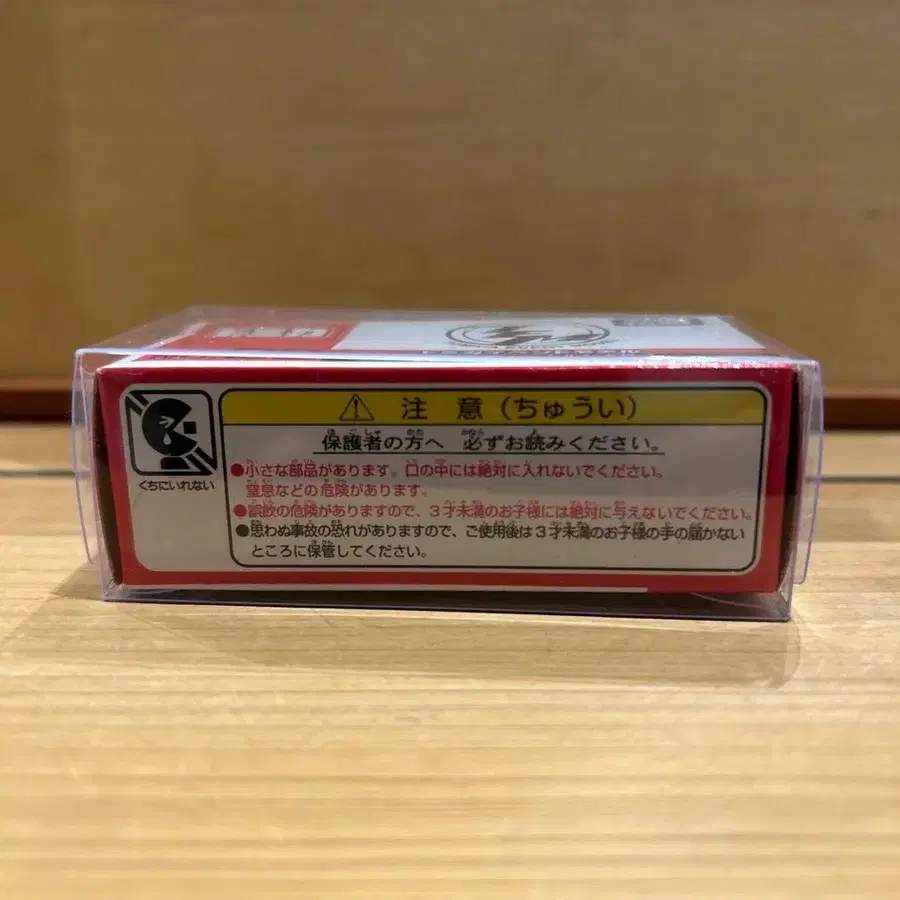 注 意 (ちゅうい)
保護者の方へ 必ずお読みください。
●小さな部品があります。口の中には絶対に入れないでください。
窒息などの危険があります。
●誤飲の危険がありますので、3才未満のお子様には絶対に与えないでください。
●思わぬ事故の恐れがありますので、ご使用後は3才未満のお子様の手の届かない
ところに保管してください。
くちにいれない